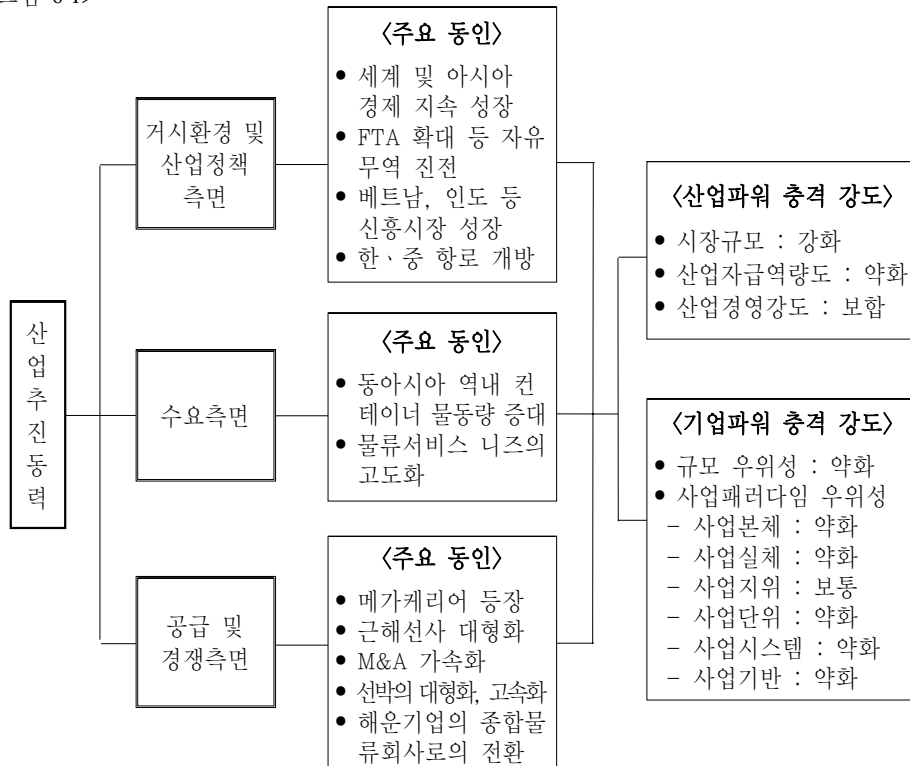 산
업
추
진
동
력
거시환경 및
산업정책
측면
수요측면
공급 및
경쟁측면
〈주요 동인〉
● 세계 및 아시아
경제 지속 성장
● FTA 확대 등 자유
무역 진전
● 베트남, 인도 등
신흥시장 성장
● 한·중 항로 개방
〈주요 동인〉
● 동아시아 역내 컨
테이너 물동량 증대
● 물류서비스 니즈의
고도화
〈주요 동인〉
● 메가케리어 등장
● 근해선사 대형화
● M&A 가속화
● 선박의 대형화, 고속화
● 해운기업의 종합물
류회사로의 전환
〈산업파워 충격 강도〉
● 시장규모 : 강화
● 산업자급역량도 : 약화
● 산업경영강도 : 보합
〈기업파워 충격 강도〉
● 규모 우위성 : 약화
● 사업패러다임 우위성
- 사업본체 : 약화
- 사업실체 : 약화
- 사업지위 : 보통
- 사업단위 : 약화
- 사업시스템 : 약화
- 사업기반 : 약화